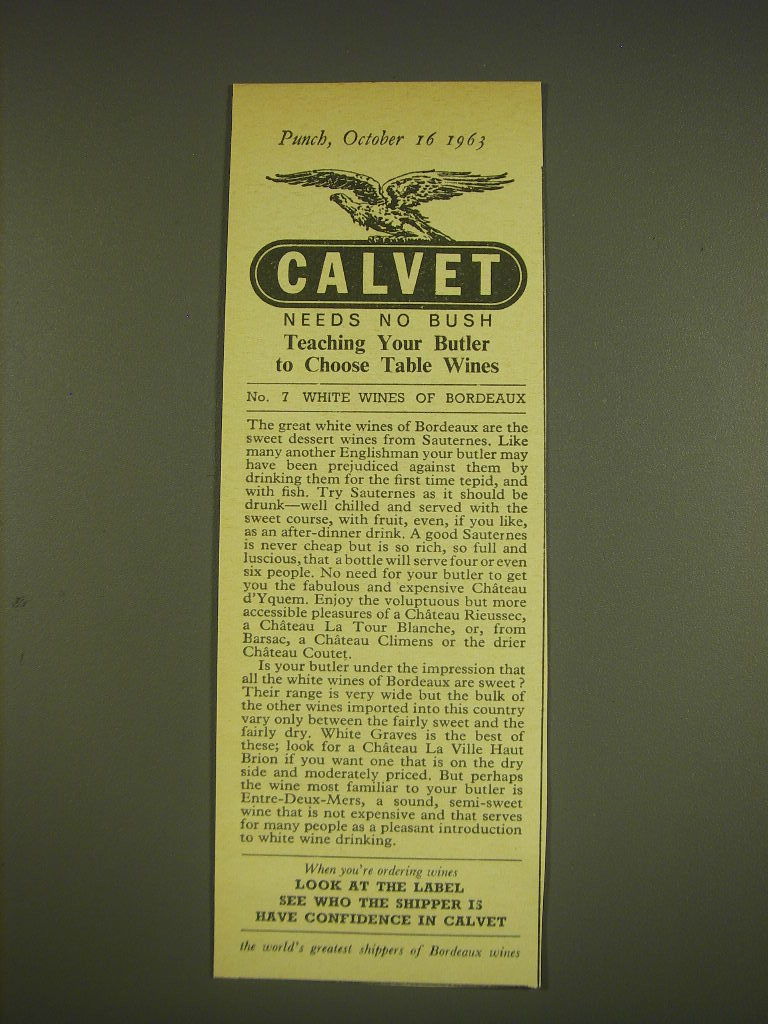 Punch, October 16 1963
CALVET
NEEDS NO BUSH
Teaching Your Butler
to Choose Table Wines
No. 7 WHITE WINES OF BORDEAUX
The great white wines of Bordeaux are the
sweet dessert wines from Sauternes. Like
many another Englishman your butler may
have been prejudiced against them by
drinking them for the first time tepid, and
with fish. Try Sauternes as it should be
drunk—well chilled and served with the
sweet course, with fruit, even, if you like,
as an after-dinner drink. A good Sauternes
is never cheap but is so rich, so full and
luscious, that a bottle will serve four or even
six people. No need for your butler to get
you the fabulous and expensive Château
d'Yquem. Enjoy the voluptuous but more
accessible pleasures of a Château Rieussec,
a Château La Tour Blanche, or, from
Barsac, a Château Climens or the drier
Château Coutet.
Is your butler under the impression that
all the white wines of Bordeaux are sweet?
Their range is very wide but the bulk of
the other wines imported into this country
vary only between the fairly sweet and the
fairly dry. White Graves is the best of
these; look for a Château La Ville Haut
Brion if you want one that is on the dry
side and moderately priced. But perhaps
the wine most familiar to your butler is
Entre-Deux-Mers, a sound, semi-sweet
wine that is not expensive and that serves
for many people as a pleasant introduction
to white wine drinking.
When you're ordering wines
LOOK AT THE LABEL
SEE WHO THE SHIPPER IS
HAVE CONFIDENCE IN CALVET
the world's greatest shippers of Bordeaux wines